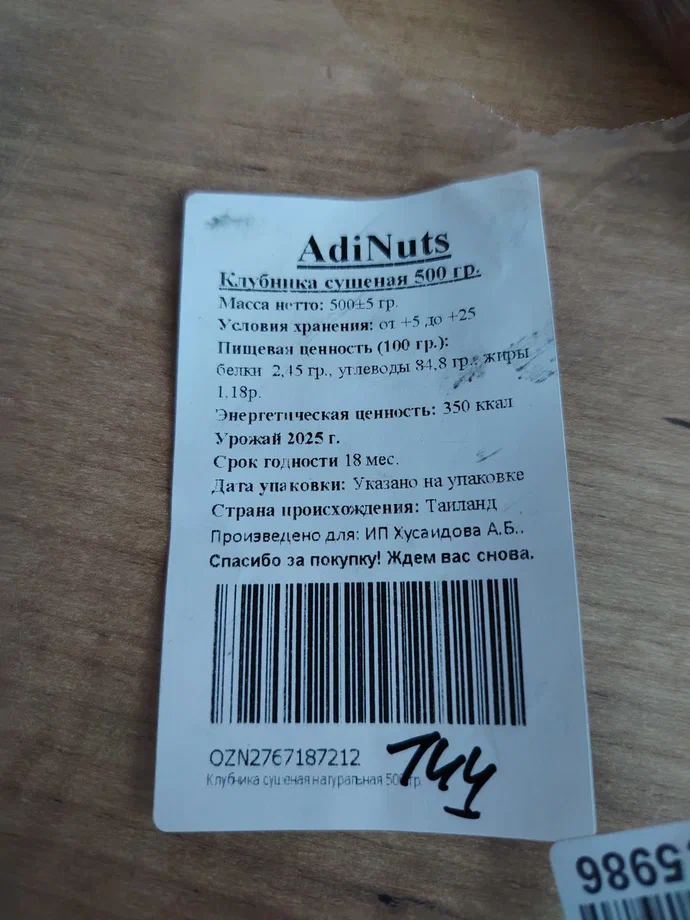 AdiNuts
Клубника сушеная 500 гр.
Масса нетто: 500±5 гр.
Условия хранения: от +5 до +25
Пищевая ценность (100 гр.):
белки 2,45 гр., углеводы 84,8 гр., жиры
1,18р.
Энергетическая ценность: 350 ккал
Урожай 2025 г.
Срок годности 18 мес.
Дата упаковки: Указано на упаковке
Страна происхождения: Таиланд
Произведено для: ИП Хусаидова А.Б..
Спасибо за покупку! Ждем вас снова.
OZN2767187212
Клубника сушеная натуральная 500 гр.
144
5986